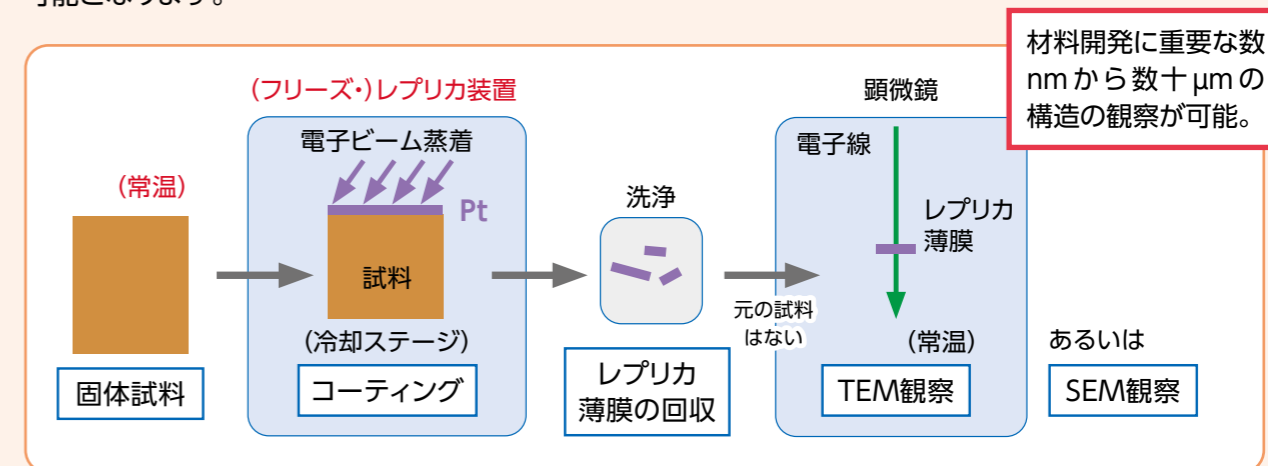 可能となります。
材料開発に重要な数
nmから数十µmの
構造の観察が可能。
(フリーズ・)レプリカ装置
顕微鏡
電子ビーム蒸着
電子線
(常温)
Pt
洗浄
レプリカ
薄膜
試料
元の試料
はない
(冷却ステージ)
(常温)
あるいは
固体試料
コーティング
レプリカ
薄膜の回収
TEM観察
SEM観察